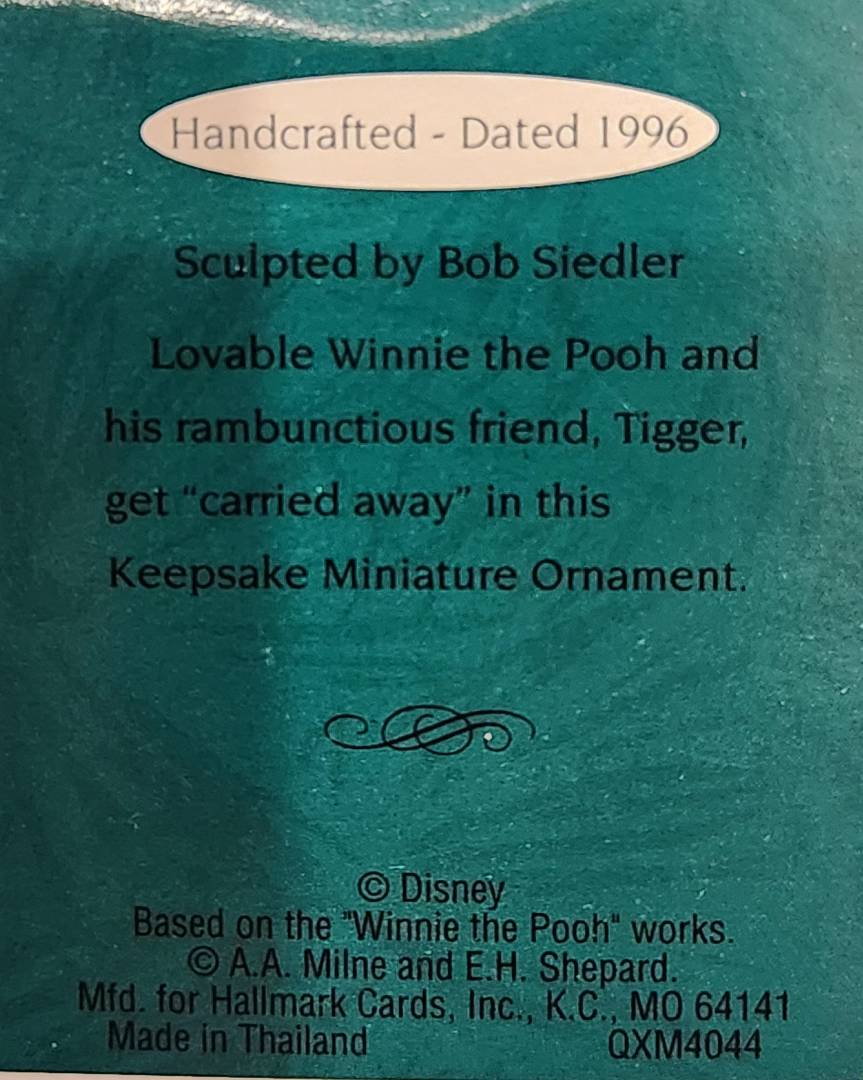 Handcrafted - Dated 1996
Sculpted by Bob Siedler
Lovable Winnie the Pooh and
his rambunctious friend, Tigger,
get "carried away" in this
Keepsake Miniature Ornament.
© Disney
Based on the "Winnie the Pooh" works.
© A.A. Milne and E.H. Shepard.
Mfd. for Hallmark Cards, Inc., K.C., MO 64141
Made in Thailand QXM4044